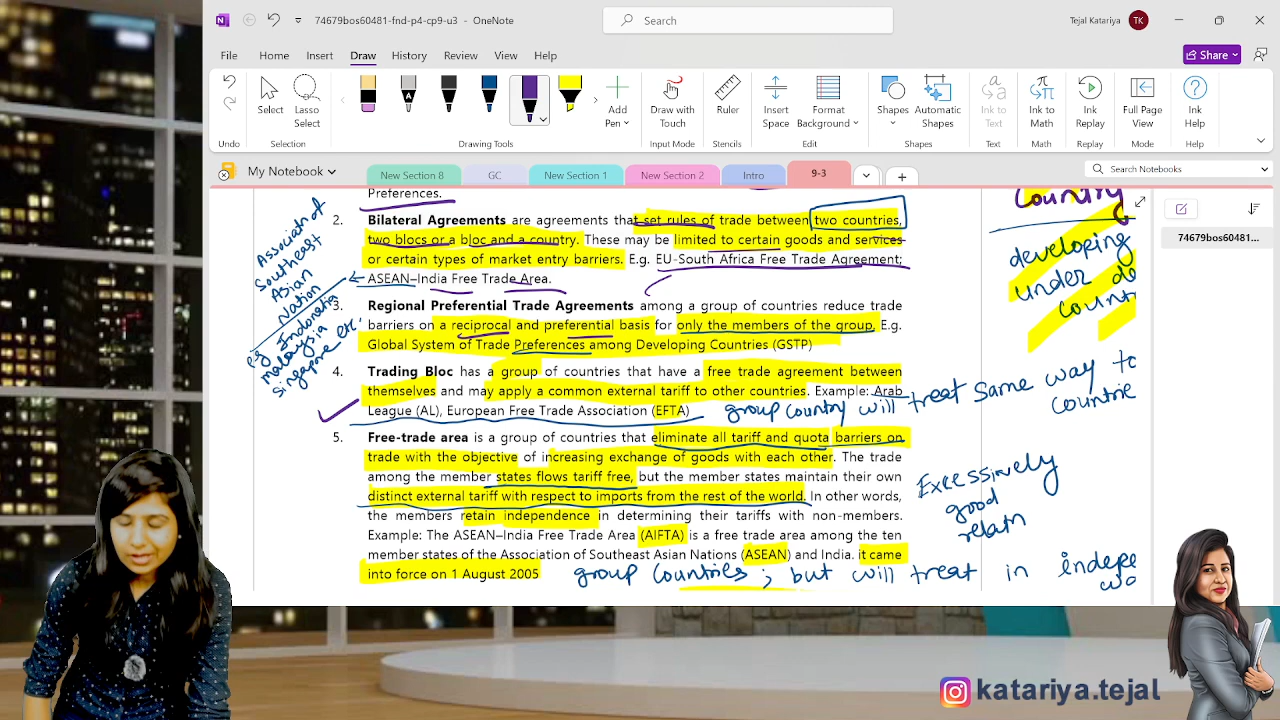 74679bos60481-fnd-p4-cp9-u3 - OneNote
Search
Tejal Katariya
TK
File Home Insert Draw History Review View Help
Share
Select
Lasso Select
Add Pen
Draw with Touch
Ruler
Insert Space
Format Background
Shapes
Automatic Shapes
Ink to Text
Ink to Math
Ink Replay
Full Page View
Ink Help
Undo Selection Drawing Tools Input Mode Stencils Edit Shapes Math Replay Mode Help
My Notebook
New Section 8 GC New Section 1 New Section 2 Intro 9-3 +
Search Notebooks
74679bos60481...
Preferences.
2. Bilateral Agreements are agreements that set rules of trade between two countries,
two blocs or a bloc and a country. These may be limited to certain goods and services
or certain types of market entry barriers. E.g. EU-South Africa Free Trade Agreement;
ASEAN–India Free Trade Area.
3. Regional Preferential Trade Agreements among a group of countries reduce trade
barriers on a reciprocal and preferential basis for only the members of the group. E.g.
Global System of Trade Preferences among Developing Countries (GSTP)
4. Trading Bloc has a group of countries that have a free trade agreement between
themselves and may apply a common external tariff to other countries. Example: Arab
League (AL), European Free Trade Association (EFTA)
group country will treat same way to
countrie
5. Free-trade area is a group of countries that eliminate all tariff and quota barriers on
trade with the objective of increasing exchange of goods with each other. The trade
among the member states flows tariff free, but the member states maintain their own
distinct external tariff with respect to imports from the rest of the world. In other words,
the members retain independence in determining their tariffs with non-members.
Example: The ASEAN–India Free Trade Area (AIFTA) is a free trade area among the ten
member states of the Association of Southeast Asian Nations (ASEAN) and India. it came
into force on 1 August 2005
group countries ; but will treat in indepe
Southeast
Asian
Nation
e.g Indonetia
malaysia etc.
Singapore
Country
developing
under de
count
Excessively
good
relatn
katariya.tejal